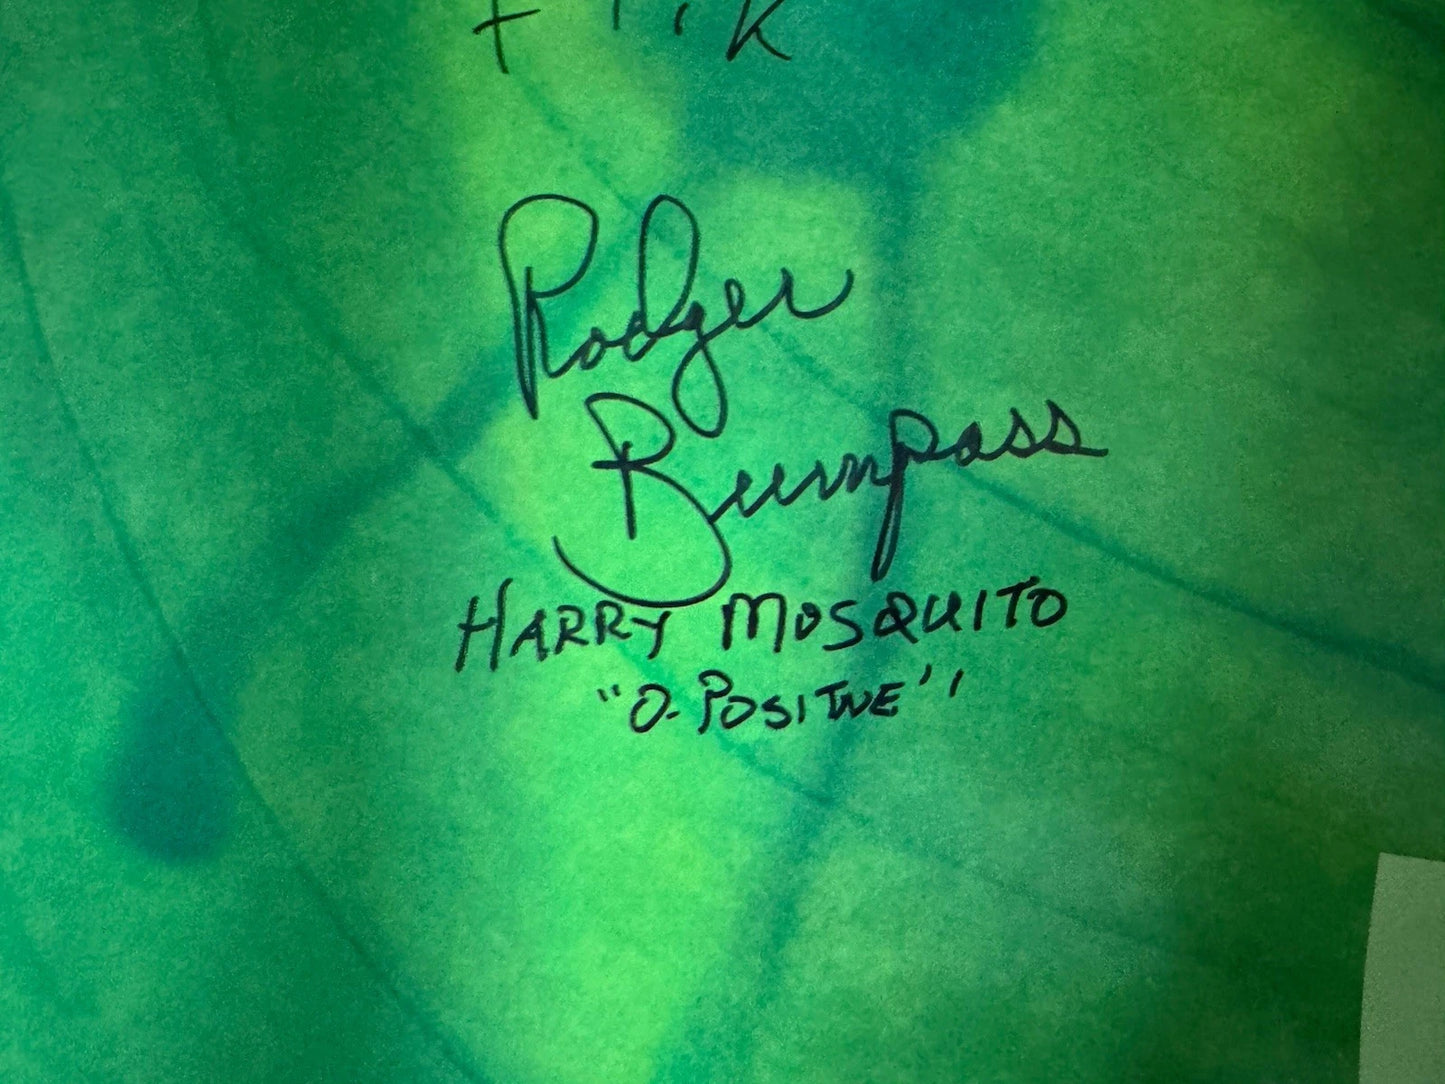 Rodger
Bumpass
HARRY MOSQUITO
"O-POSITIVE"